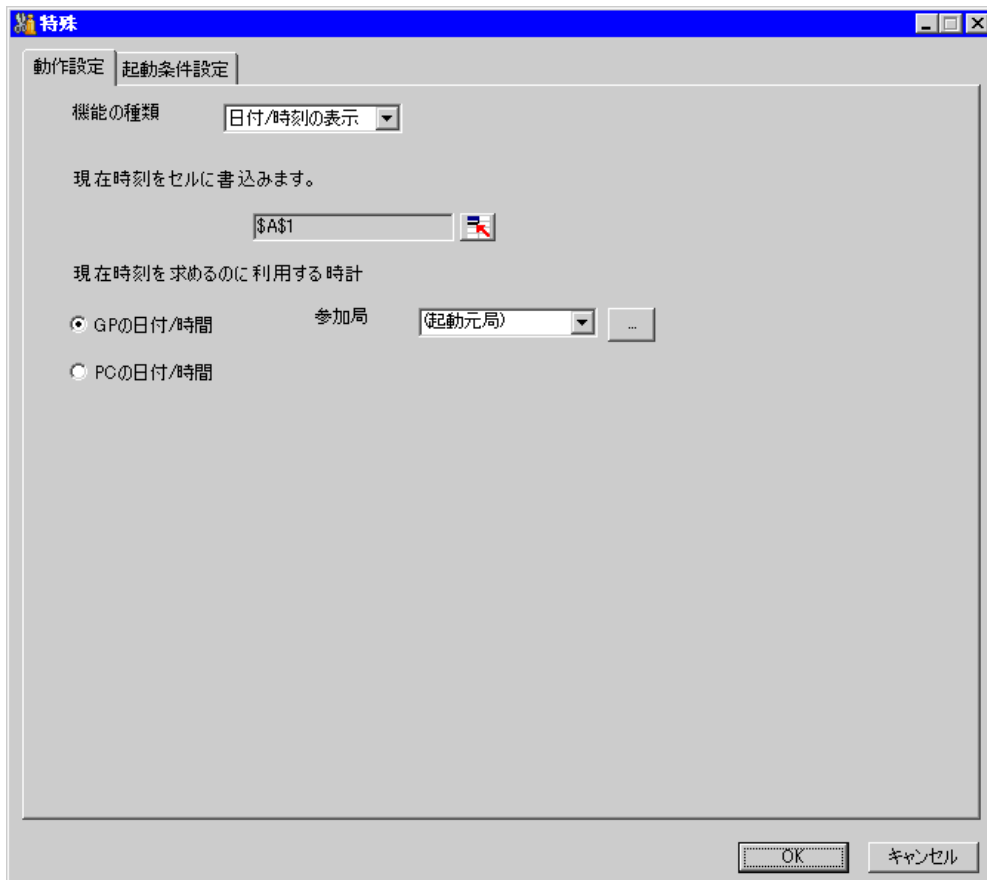 特殊
動作設定 起動条件設定
機能の種類 日付/時刻の表示
現在時刻をセルに書込みます。
$A$1
現在時刻を求めるのに利用する時計
GPの日付/時間 参加局 (起動元局) ...
PCの日付/時間
OK キャンセル